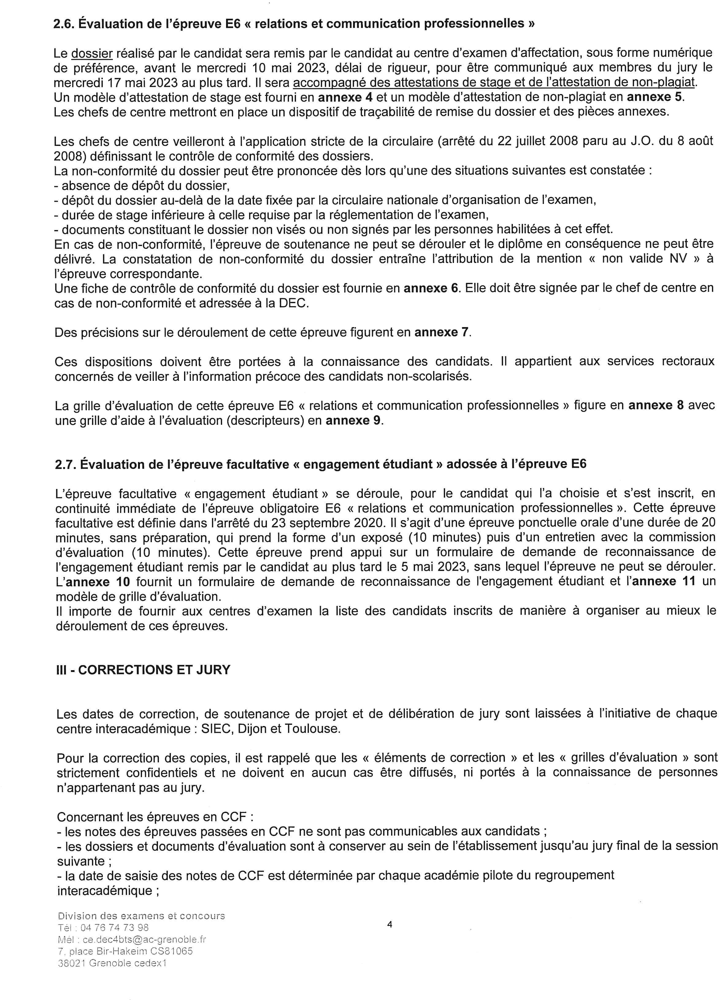 2.6. Évaluation de l’épreuve E6 « relations et communication professionnelles »
Le dossier réalisé par le candidat sera remis par le candidat au centre d’examen d'affectation, sous forme numérique
de préférence, avant le mercredi 10 mai 2023, délai de rigueur, pour être communiqué aux membres du jury le
mercredi 17 mai 2023 au plus tard. Il sera accompagné des attestations de stage et de l’attestation de non-plagiat.
Un modèle d’attestation de stage est fourni en annexe 4 et un modèle d’attestation de non-plagiat en annexe 5.
Les chefs de centre mettront en place un dispositif de traçabilité de remise du dossier et des pièces annexes.
Les chefs de centre veilleront à l’application stricte de la circulaire (arrêté du 22 juillet 2008 paru au J.O. du 8 août
2008) définissant le contrôle de conformité des dossiers.
La non-conformité du dossier peut être prononcée dès lors qu’une des situations suivantes est constatée :
- absence de dépôt du dossier,
- dépôt du dossier au-delà de la date fixée par la circulaire nationale d’organisation de l’examen,
- durée de stage inférieure à celle requise par la réglementation de l’examen,
- documents constituant le dossier non visés ou non signés par les personnes habilitées à cet effet.
En cas de non-conformité, l’épreuve de soutenance ne peut se dérouler et le diplôme en conséquence ne peut être
délivré. La constatation de non-conformité du dossier entraîne l’attribution de la mention « non valide NV » à
l’épreuve correspondante.
Une fiche de contrôle de conformité du dossier est fournie en annexe 6. Elle doit être signée par le chef de centre en
cas de non-conformité et adressée à la DEC.
Des précisions sur le déroulement de cette épreuve figurent en annexe 7.
Ces dispositions doivent être portées à la connaissance des candidats. Il appartient aux services rectoraux
concernés de veiller à l’information précoce des candidats non-scolarisés.
La grille d’évaluation de cette épreuve E6 « relations et communication professionnelles » figure en annexe 8 avec
une grille d’aide à l’évaluation (descripteurs) en annexe 9.
2.7. Évaluation de l’épreuve facultative « engagement étudiant » adossée à l’épreuve E6
L’épreuve facultative « engagement étudiant » se déroule, pour le candidat qui l’a choisie et s’est inscrit, en
continuité immédiate de l’épreuve obligatoire E6 « relations et communication professionnelles ». Cette épreuve
facultative est définie dans l’arrêté du 23 septembre 2020. Il s’agit d’une épreuve ponctuelle orale d’une durée de 20
minutes, sans préparation, qui prend la forme d’un exposé (10 minutes) puis d’un entretien avec la commission
d’évaluation (10 minutes). Cette épreuve prend appui sur un formulaire de demande de reconnaissance de
l’engagement étudiant remis par le candidat au plus tard le 5 mai 2023, sans lequel l’épreuve ne peut se dérouler.
L’annexe 10 fournit un formulaire de demande de reconnaissance de l'engagement étudiant et l’annexe 11 un
modèle de grille d’évaluation.
Il importe de fournir aux centres d’examen la liste des candidats inscrits de manière à organiser au mieux le
déroulement de ces épreuves.
III - CORRECTIONS ET JURY
Les dates de correction, de soutenance de projet et de délibération de jury sont laissées à l’initiative de chaque
centre interacadémique : SIEC, Dijon et Toulouse.
Pour la correction des copies, il est rappelé que les « éléments de correction » et les « grilles d’évaluation » sont
strictement confidentiels et ne doivent en aucun cas être diffusés, ni portés à la connaissance de personnes
n'appartenant pas au jury.
Concernant les épreuves en CCF :
- les notes des épreuves passées en CCF ne sont pas communicables aux candidats ;
- les dossiers et documents d’évaluation sont à conserver au sein de l’établissement jusqu’au jury final de la session
suivante ;
- la date de saisie des notes de CCF est déterminée par chaque académie pilote du regroupement
interacadémique ;
Division des examens et concours
Tél : 04 76 74 73 98
Mél : ce.dec4bts@ac-grenoble.fr
7, place Bir-Hakeim CS81065
38021 Grenoble cedex1
4